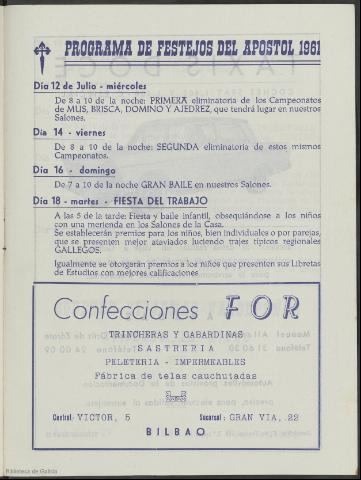 PROGRAMA DE FESTEJOS DEL APOSTOL 1961
Día 12 de Julio - miércoles
De 8 a 10 de la noche: PRIMERA eliminatoria de los Campeonatos
de MUS, BRISCA, DOMINO Y AJEDREZ, que tendrá lugar en nuestros
Salones.
Día 14 - viernes
De 8 a 10 de la noche: SEGUNDA eliminatoria de estos mismos
Campeonatos.
Día 16 - domingo
De 7 a 10 de la noche GRAN BAILE en nuestros Salones.
Día 18 - martes - FIESTA DEL TRABAJO
A las 5 de la tarde: Fiesta y baile infantil, obsequiándose a los niños
con una merienda en los Salones de la Casa.
Se establecerán premios para los niños, bien individuales o por parejas,
que se presenten mejor ataviados luciendo trajes típicos regionales
GALLEGOS.
Igualmente se otorgarán premios a los niños que presenten sus Libretas
de Estudios con mejores calificaciones
Confecciones FOR
TRINCHERAS Y GABARDINAS
SASTRERIA
PELETERIA - IMPERMEABLES
Fábrica de telas cauchutadas
Central: VICTOR, 5 Sucursal: GRAN VIA, 22
BILBAO
Biblioteca de Galicia